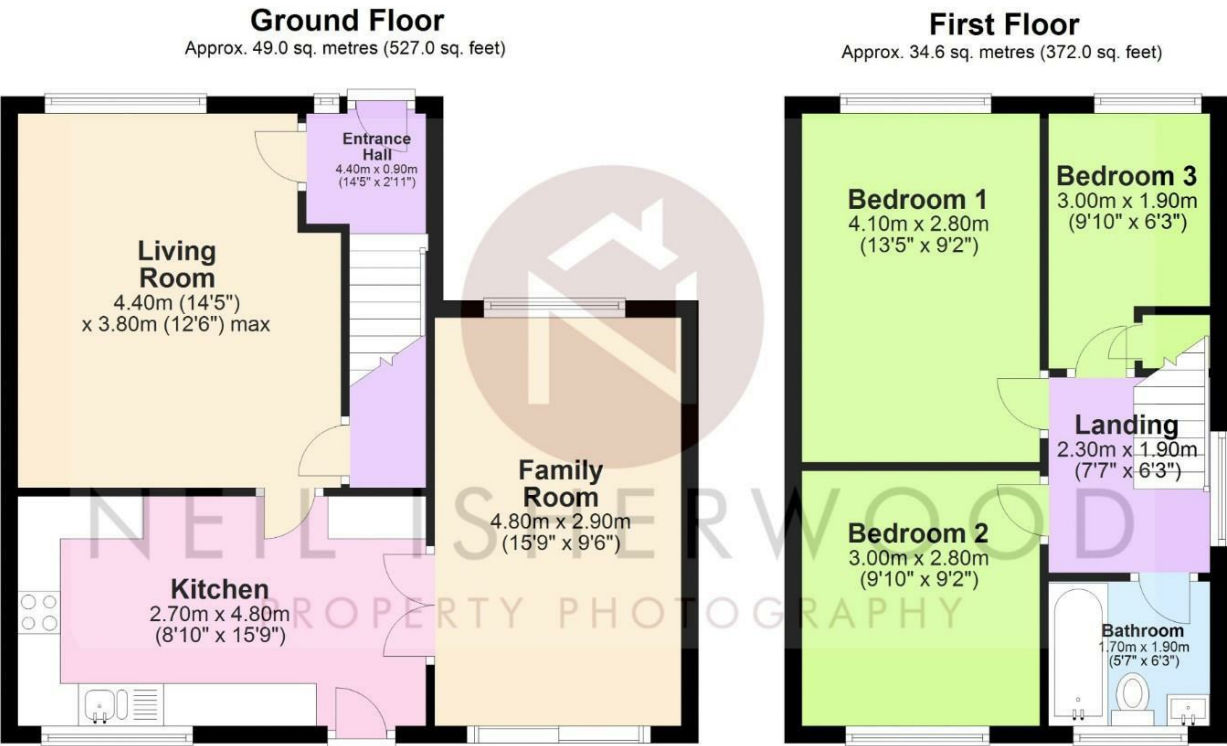 Ground Floor
Approx. 49.0 sq. metres (527.0 sq. feet)
First Floor
Approx. 34.6 sq. metres (372.0 sq. feet)
Entrance
Hall
4.40m x 0.90m
(14'5" x 2'11")
Living
Room
4.40m (14'5")
x 3.80m (12'6") max
Family
Room
4.80m x 2.90m
(15'9" x 9'6")
Kitchen
2.70m x 4.80m
(8'10" x 15'9")
Bedroom 1
4.10m x 2.80m
(13'5" x 9'2")
Bedroom 3
3.00m x 1.90m
(9'10" x 6'3")
Landing
2.30m x 1.90m
(7'7" x 6'3")
Bedroom 2
3.00m x 2.80m
(9'10" x 9'2")
Bathroom
1.70m x 1.90m
(5'7" x 6'3")
NEIL ISHERWOOD
PROPERTY PHOTOGRAPHY